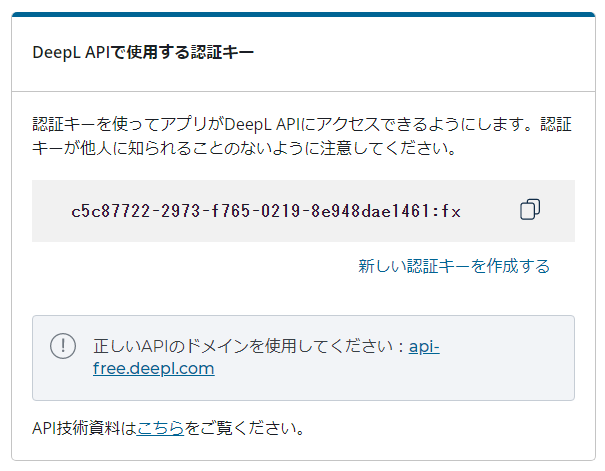 DeepL APIで使用する認証キー
認証キーを使ってアプリがDeepL APIにアクセスできるようにします。認証
キーが他人に知られることのないように注意してください。
c5c87722-2973-f765-0219-8e948dae1461:fx
新しい認証キーを作成する
正しいAPIのドメインを使用してください：api-
free.deepl.com
API技術資料はこちらをご覧ください。